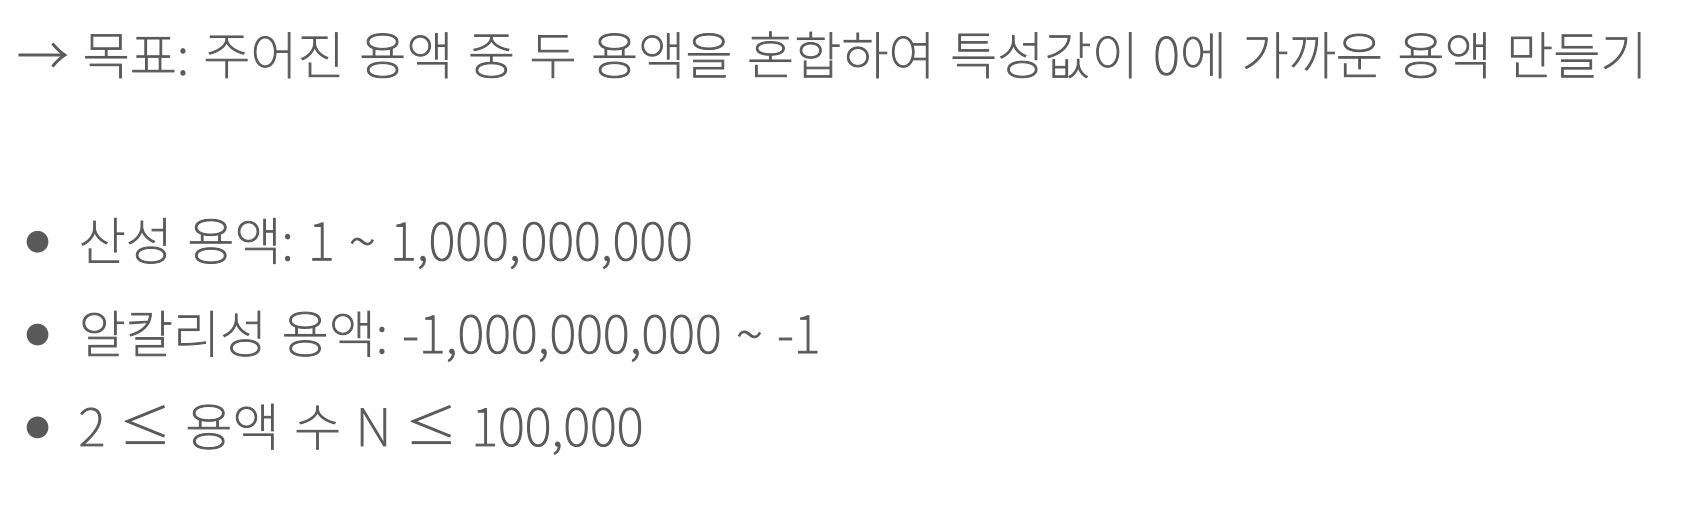 → 목표: 주어진 용액 중 두 용액을 혼합하여 특성값이 0에 가까운 용액 만들기
● 산성 용액: 1 ~ 1,000,000,000
● 알칼리성 용액: -1,000,000,000 ~ -1
● 2 ≤ 용액 수 N ≤ 100,000